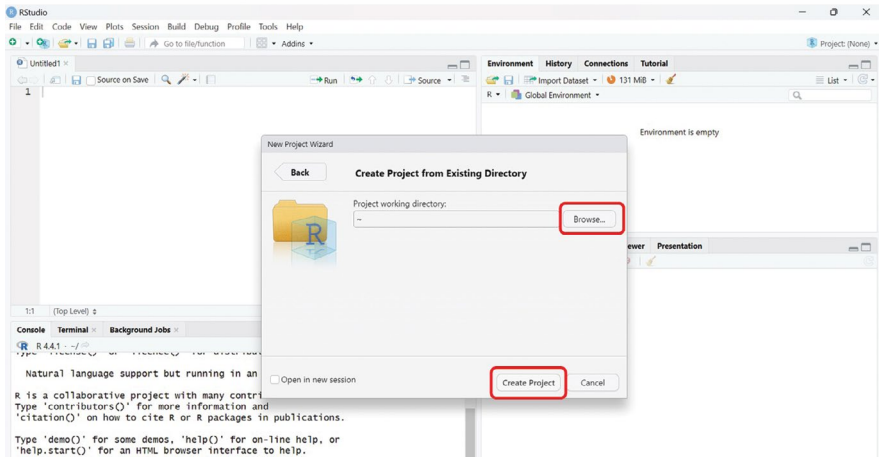 RStudio
File Edit Code View Plots Session Build Debug Profile Tools Help
Go to file/function Addins Project: (None)
Untitled1
Source on Save Run Source
1
1:1 (Top Level)
Console Terminal Background Jobs
R 4.4.1 · ~/
Natural language support but running in an
R is a collaborative project with many contri
Type 'contributors()' for more information and
'citation()' on how to cite R or R packages in publications.
Type 'demo()' for some demos, 'help()' for on-line help, or
'help.start()' for an HTML browser interface to help.
Environment History Connections Tutorial
Import Dataset 131 MiB List
R Global Environment
Environment is empty
ewer Presentation
New Project Wizard
Back Create Project from Existing Directory
R
Project working directory:
~ Browse...
Open in new session Create Project Cancel